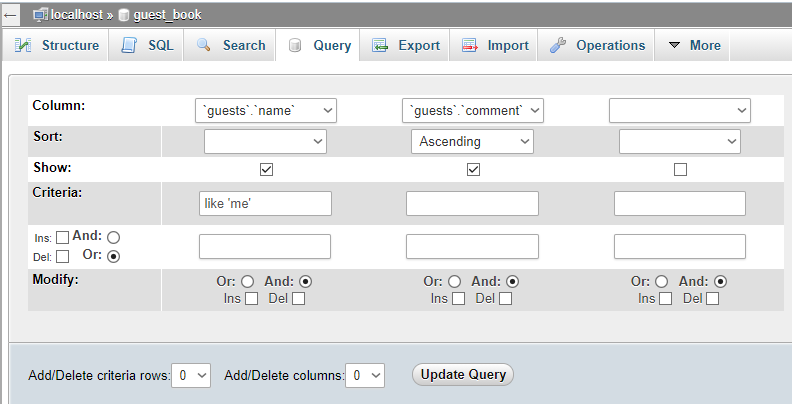 localhost » guest_book
Structure SQL Search Query Export Import Operations More
Column: `guests`.`name` `guests`.`comment`
Sort: Ascending
Show:
Criteria: like 'me'
Ins: And:
Del: Or:
Modify: Or: And: Or: And: Or: And:
Ins Del Ins Del Ins Del
Add/Delete criteria rows: 0 Add/Delete columns: 0 Update Query